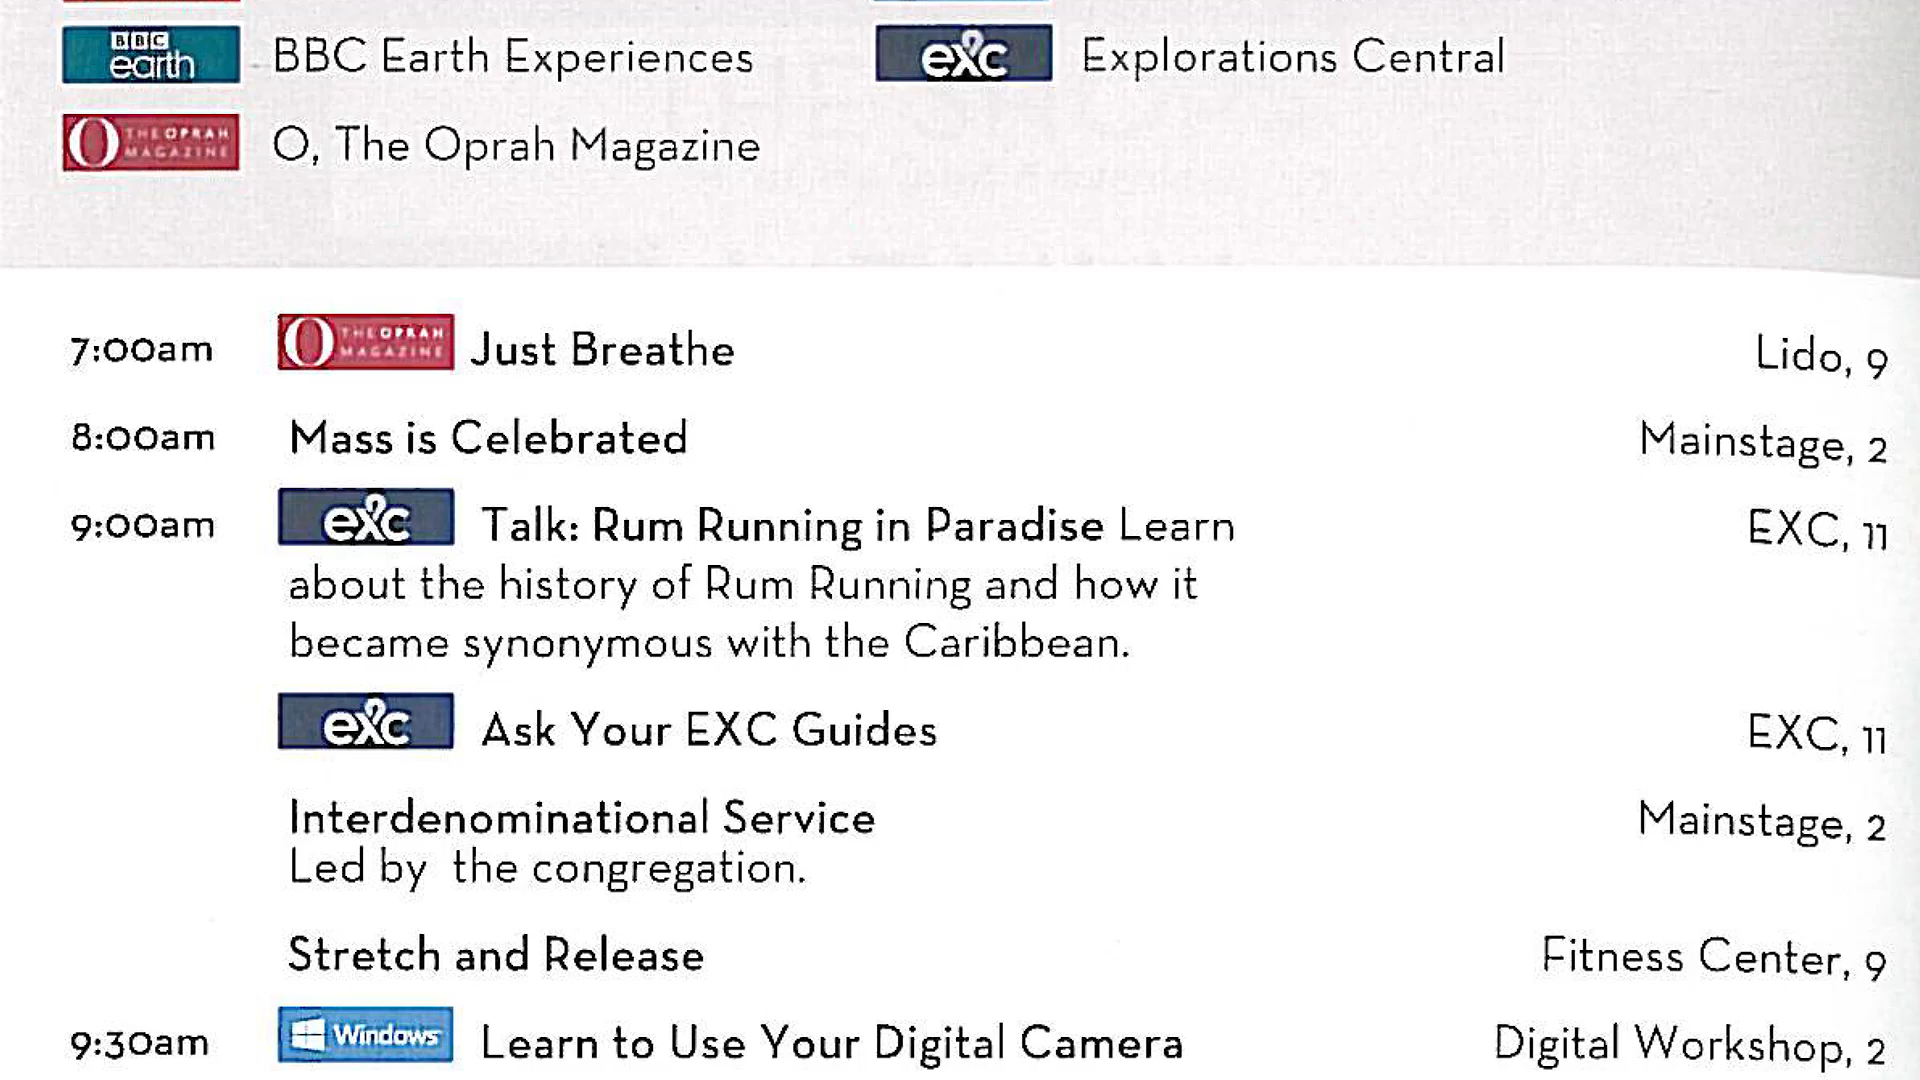 BBC earth BBC Earth Experiences exc Explorations Central
O THE OPRAH MAGAZINE O, The Oprah Magazine
7:00am O THE OPRAH MAGAZINE Just Breathe Lido, 9
8:00am Mass is Celebrated Mainstage, 2
9:00am exc Talk: Rum Running in Paradise Learn EXC, 11
about the history of Rum Running and how it
became synonymous with the Caribbean.
exc Ask Your EXC Guides EXC, 11
Interdenominational Service Mainstage, 2
Led by the congregation.
Stretch and Release Fitness Center, 9
9:30am Windows Learn to Use Your Digital Camera Digital Workshop, 2